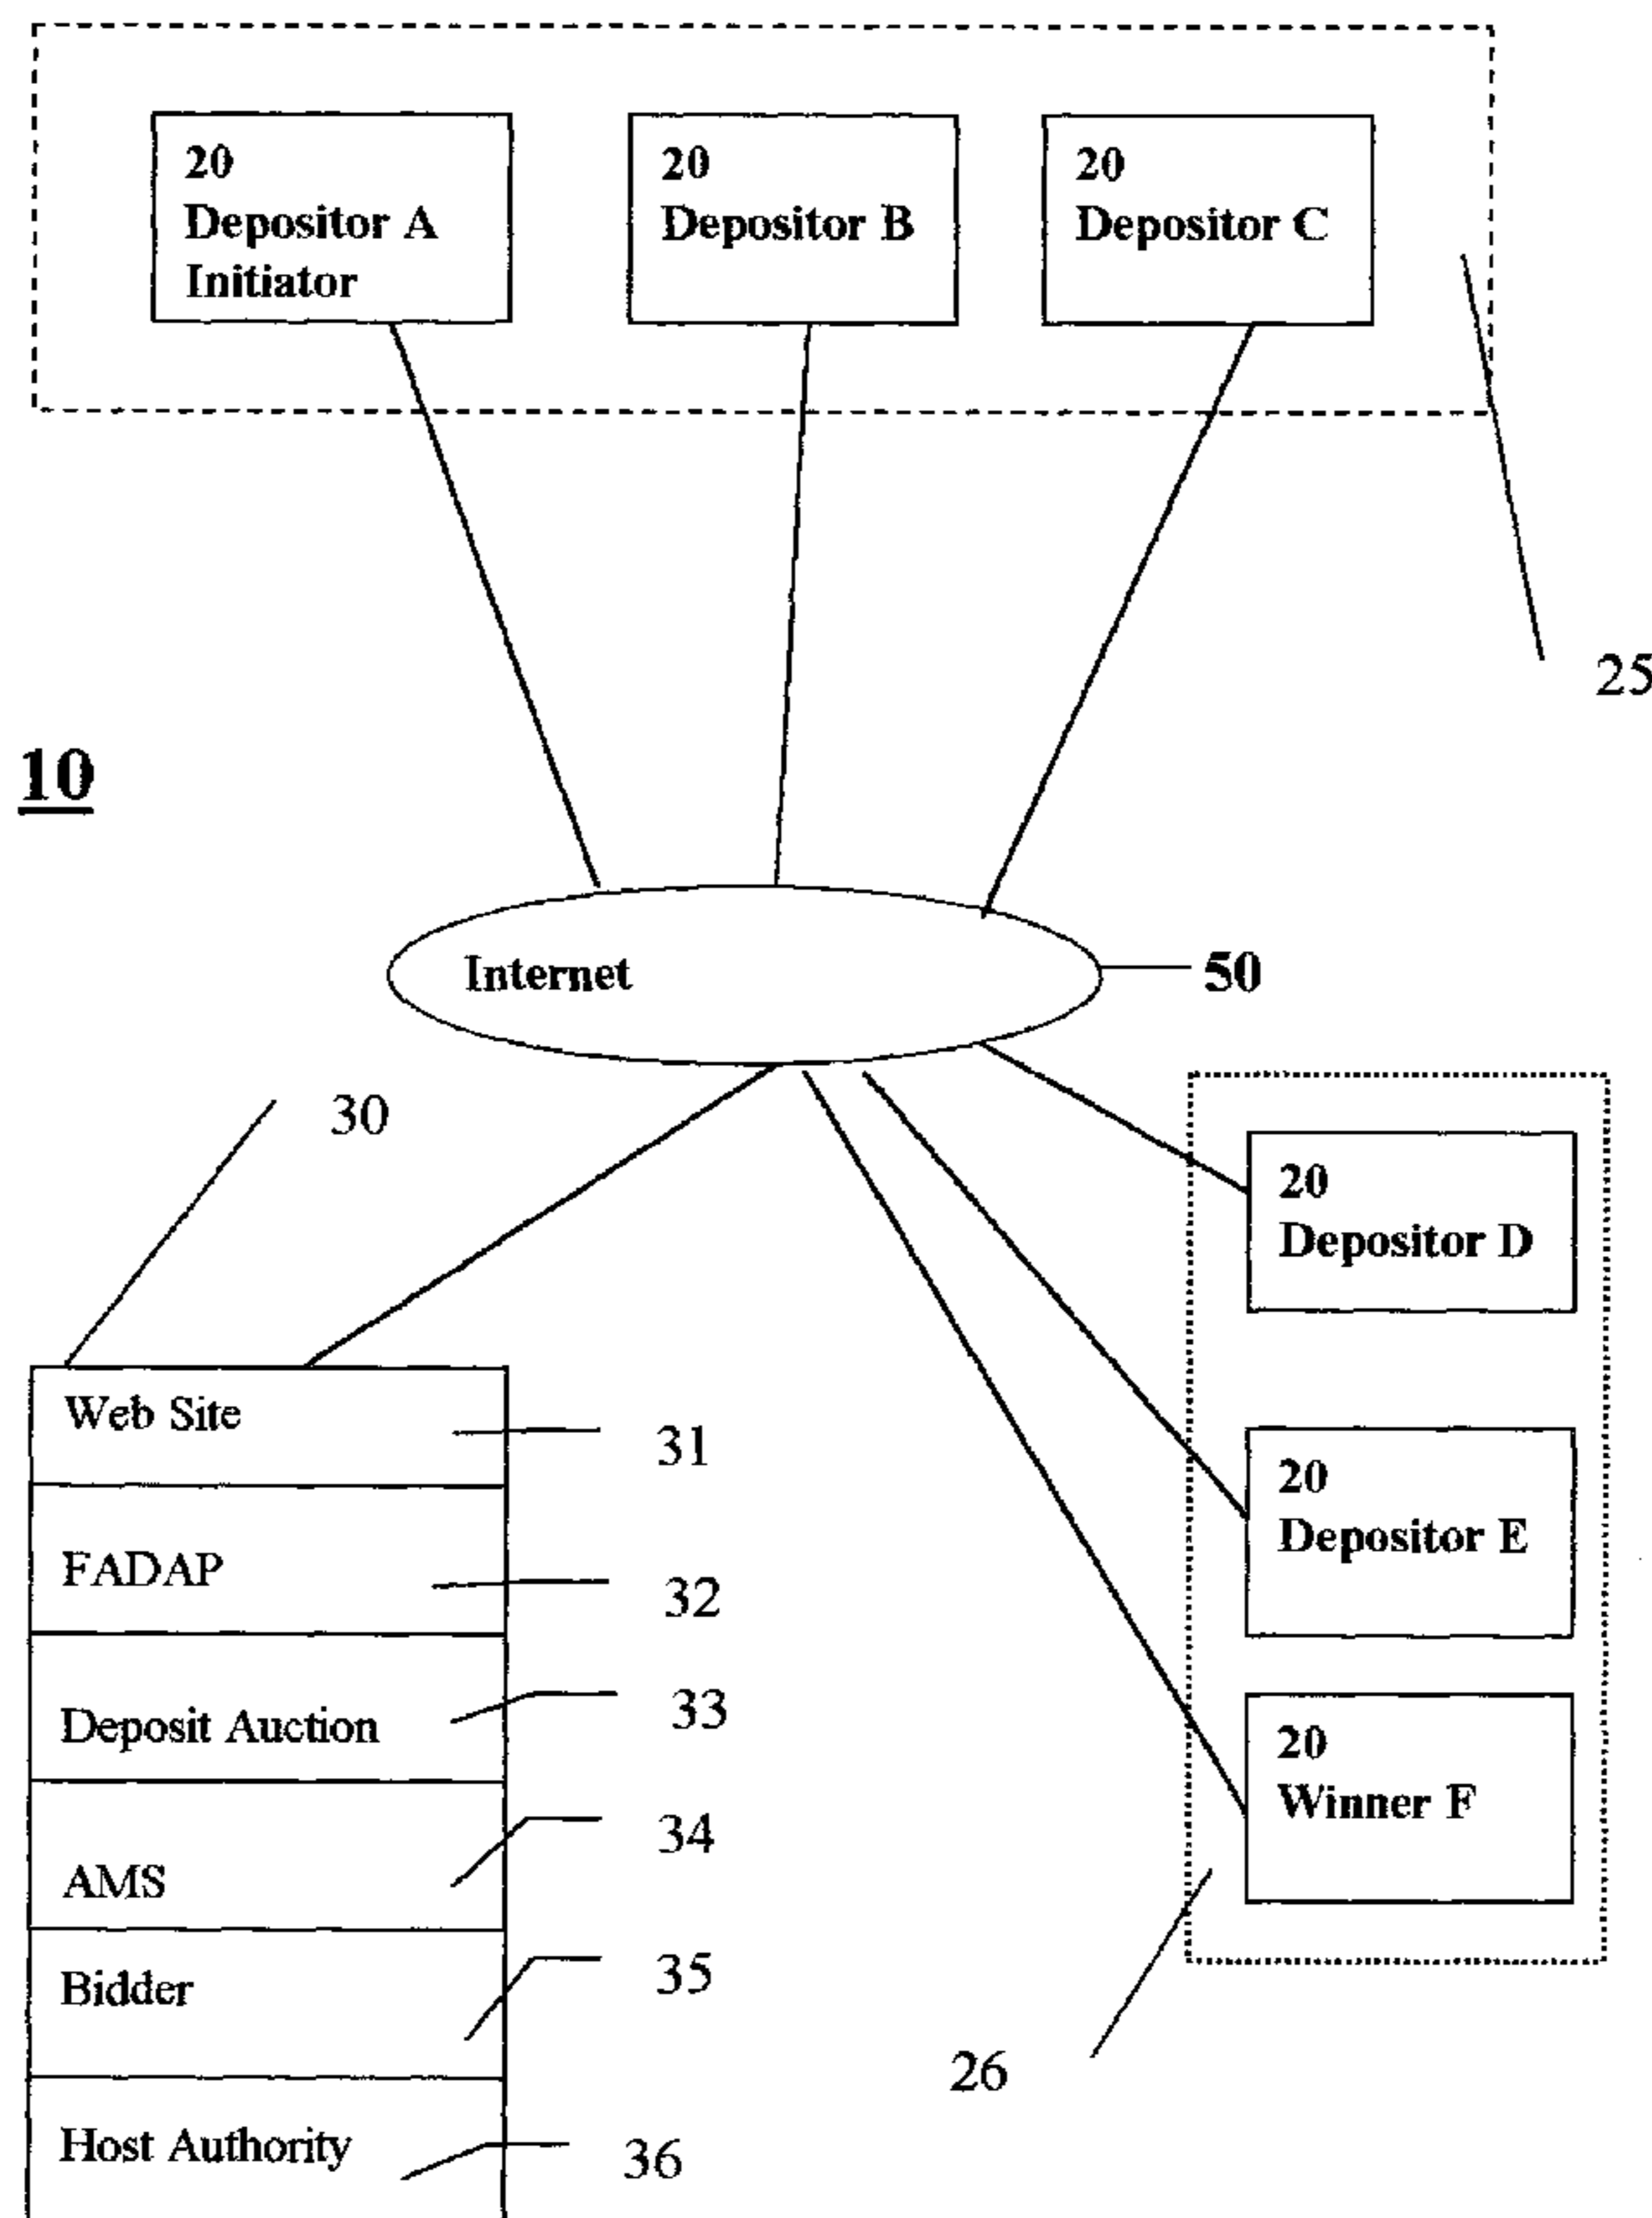 20
Depositor A
Initiator
20
Depositor B
20
Depositor C
25
10
Internet
50
30
20
Depositor D
Web Site
31
20
Depositor E
FADAP
32
Deposit Auction
33
20
Winner F
AMS
34
Bidder
35
26
Host Authority
36